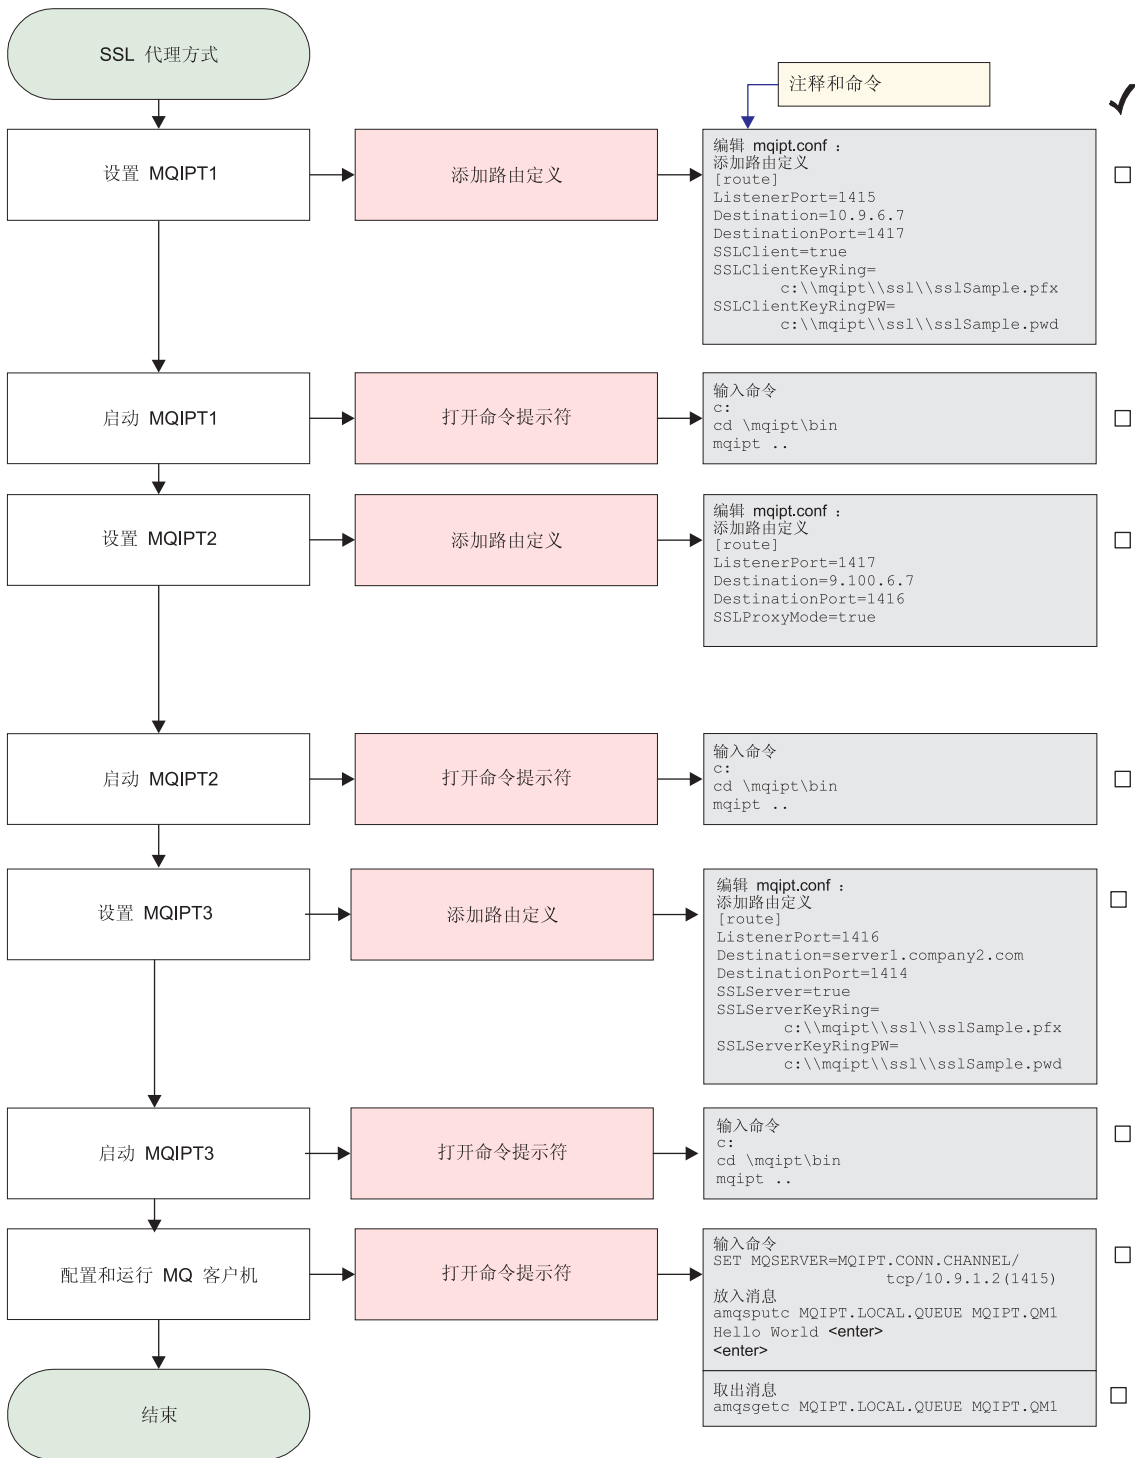 SSL 代理方式
注释和命令
设置 MQIPT1
添加路由定义
编辑 mqipt.conf :
添加路由定义
[route]
ListenerPort=1415
Destination=10.9.6.7
DestinationPort=1417
SSLClient=true
SSLClientKeyRing=
c:\\mqipt\\ssl\\sslSample.pfx
SSLClientKeyRingPW=
c:\\mqipt\\ssl\\sslSample.pwd
启动 MQIPT1
打开命令提示符
输入命令
c:
cd \mqipt\bin
mqipt ..
设置 MQIPT2
添加路由定义
编辑 mqipt.conf :
添加路由定义
[route]
ListenerPort=1417
Destination=9.100.6.7
DestinationPort=1416
SSLProxyMode=true
启动 MQIPT2
打开命令提示符
输入命令
c:
cd \mqipt\bin
mqipt ..
设置 MQIPT3
添加路由定义
编辑 mqipt.conf :
添加路由定义
[route]
ListenerPort=1416
Destination=server1.company2.com
DestinationPort=1414
SSLServer=true
SSLServerKeyRing=
c:\\mqipt\\ssl\\sslSample.pfx
SSLServerKeyRingPW=
c:\\mqipt\\ssl\\sslSample.pwd
启动 MQIPT3
打开命令提示符
输入命令
c:
cd \mqipt\bin
mqipt ..
配置和运行 MQ 客户机
打开命令提示符
输入命令
SET MQSERVER=MQIPT.CONN.CHANNEL/
tcp/10.9.1.2(1415)
放入消息
amqsputc MQIPT.LOCAL.QUEUE MQIPT.QM1
Hello World <enter>
<enter>
取出消息
amqsgetc MQIPT.LOCAL.QUEUE MQIPT.QM1
结束